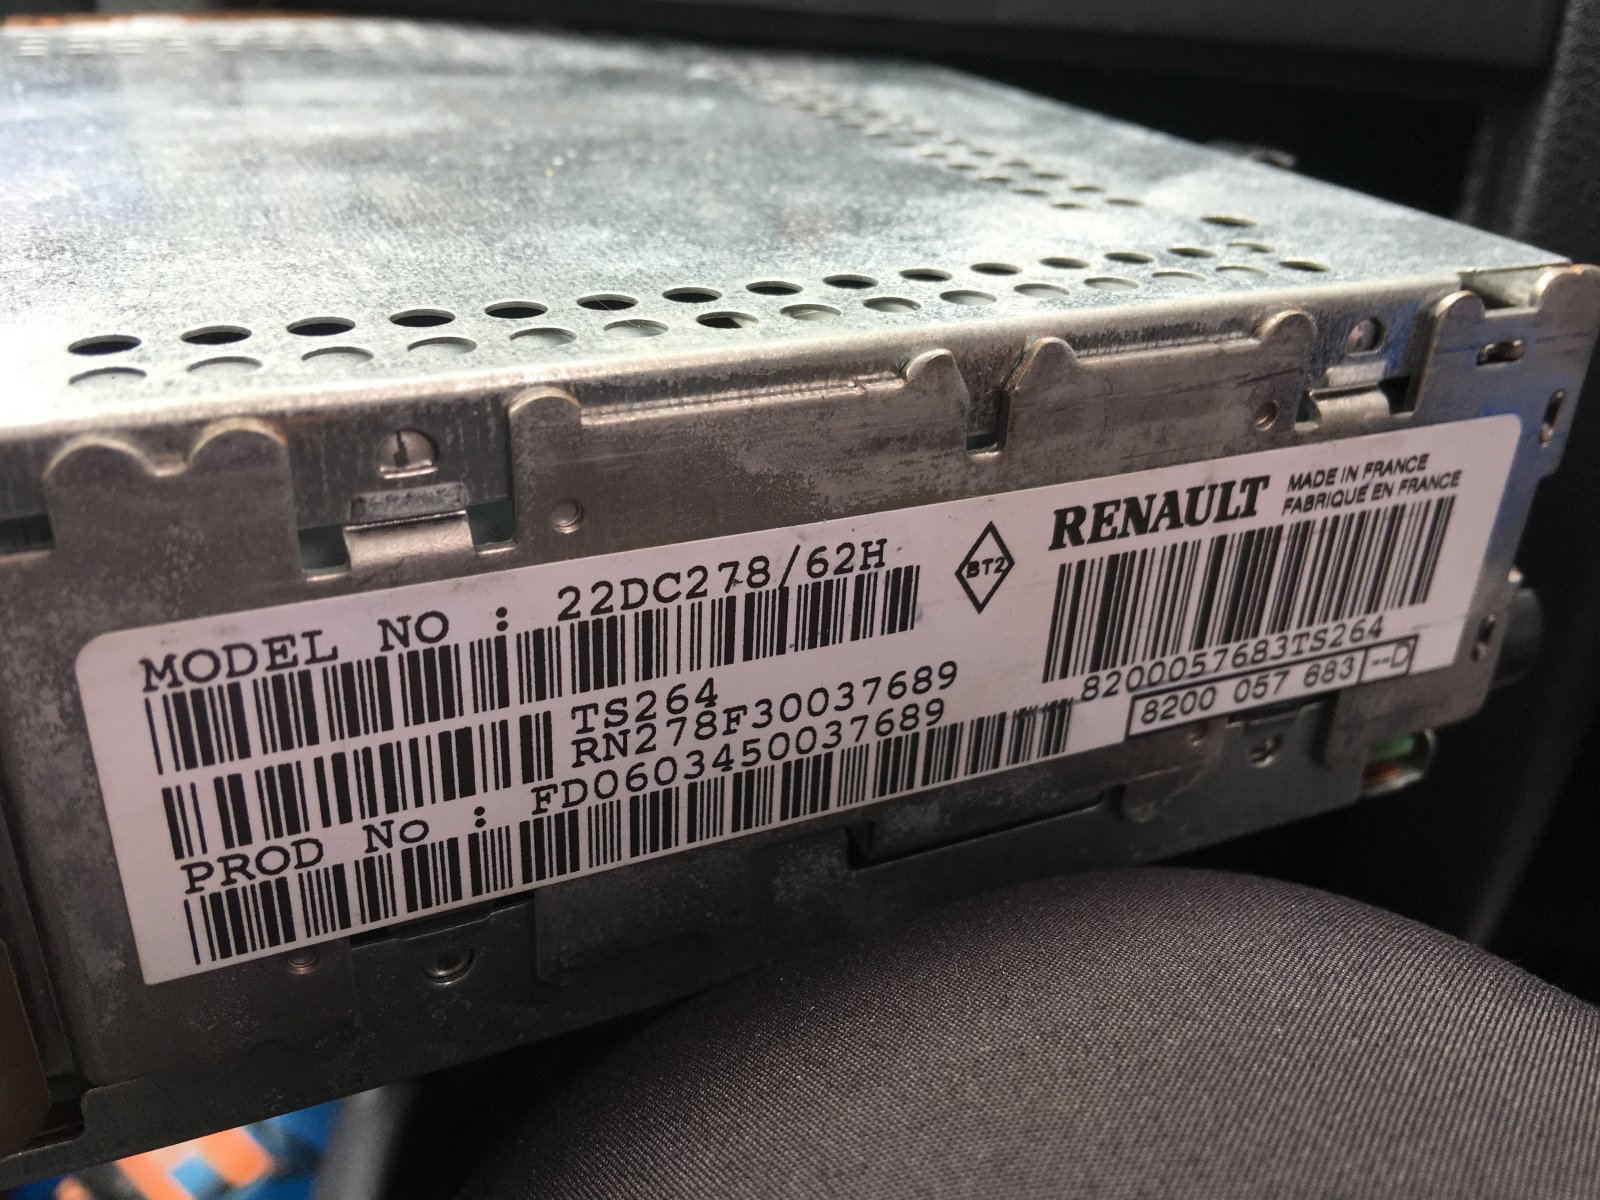 MODEL NO : 22DC278/62H
TS264
RN278F30037689
PROD No : FD0603450037689
BT2
RENAULT
MADE IN FRANCE
FABRIQUÉ EN FRANCE
8200057683TS264
8200 057 683 --D